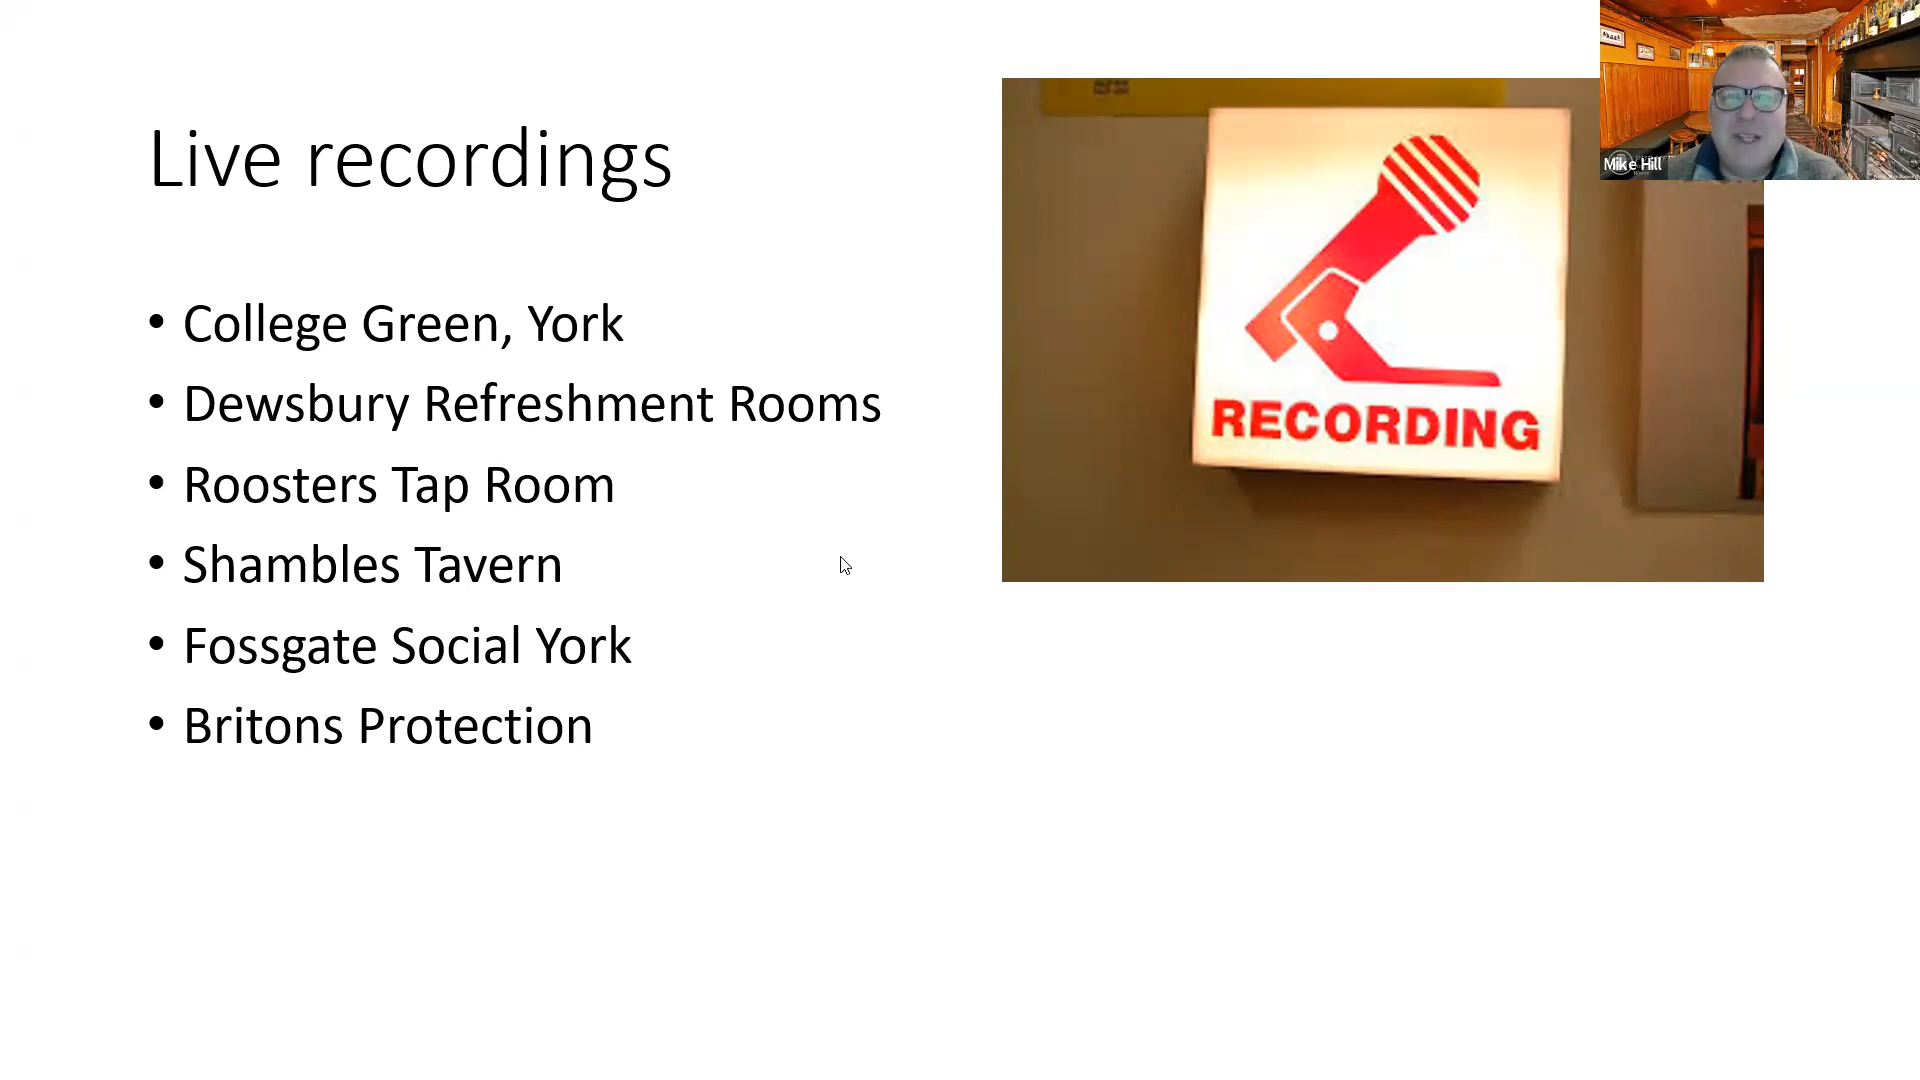 Live recordings
• College Green, York
• Dewsbury Refreshment Rooms
• Roosters Tap Room
• Shambles Tavern
• Fossgate Social York
• Britons Protection
RECORDING
Mike Hill